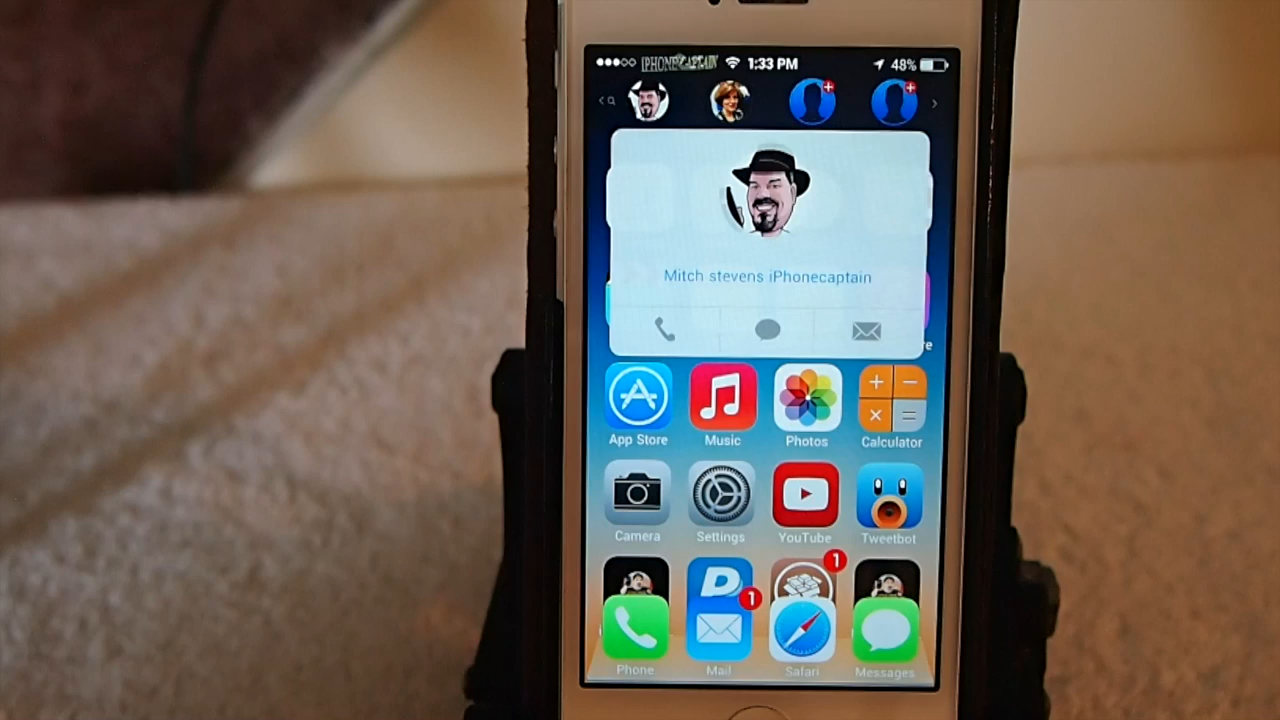 IPHONECAPTAIN 1:33 PM 48%
Mitch stevens iPhonecaptain
re
App Store Music Photos Calculator
Camera Settings YouTube Tweetbot
1
1
Phone Mail Safari Messages